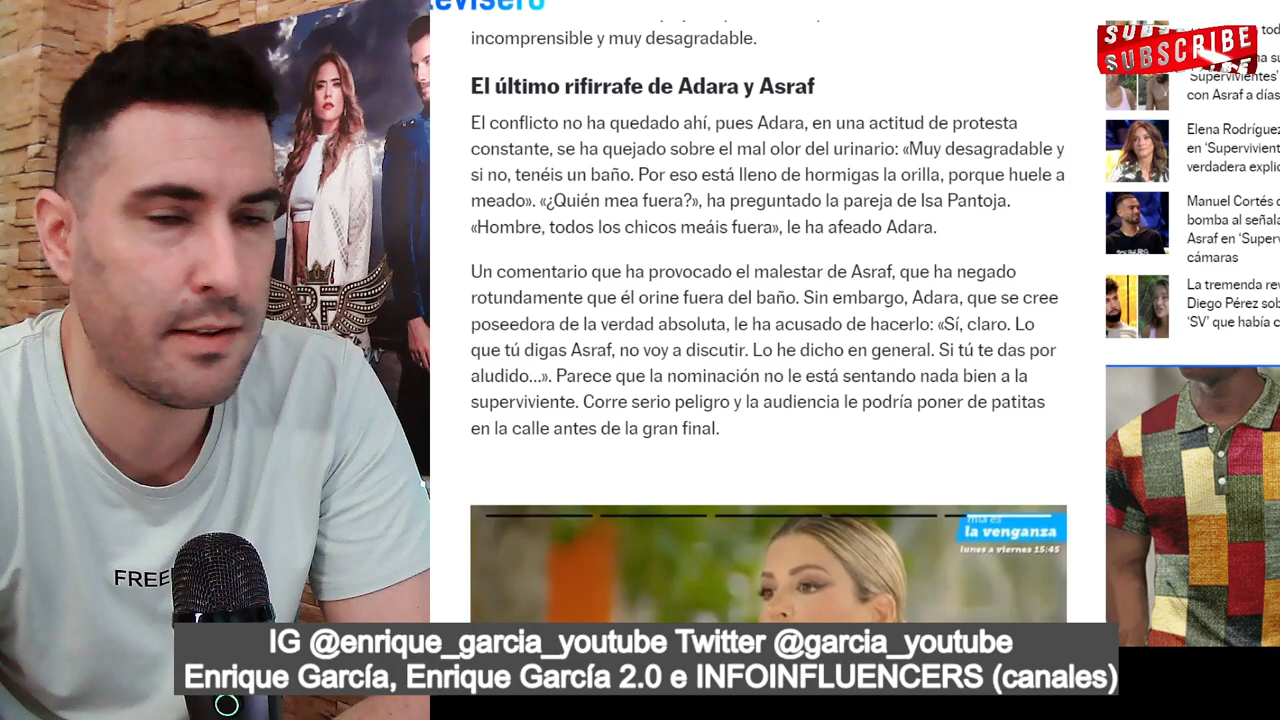 televisero
incomprensible y muy desagradable.
El último rifirrafe de Adara y Asraf
El conflicto no ha quedado ahí, pues Adara, en una actitud de protesta
constante, se ha quejado sobre el mal olor del urinario: «Muy desagradable y
si no, tenéis un baño. Por eso está lleno de hormigas la orilla, porque huele a
meado». «¿Quién mea fuera?», ha preguntado la pareja de Isa Pantoja.
«Hombre, todos los chicos meáis fuera», le ha afeado Adara.
Un comentario que ha provocado el malestar de Asraf, que ha negado
rotundamente que él orine fuera del baño. Sin embargo, Adara, que se cree
poseedora de la verdad absoluta, le ha acusado de hacerlo: «Sí, claro. Lo
que tú digas Asraf, no voy a discutir. Lo he dicho en general. Si tú te das por
aludido...». Parece que la nominación no le está sentando nada bien a la
superviviente. Corre serio peligro y la audiencia le podría poner de patitas
en la calle antes de la gran final.
mía es
la venganza
lunes a viernes 15:45
SUBSCRIBE
'Supervivientes'
con Asraf a días
Elena Rodríguez
en 'Supervivient
verdadera explic
Manuel Cortés d
bomba al señala
Asraf en 'Superv
cámaras
La tremenda rev
Diego Pérez sob
'SV' que había c
RF
FREE
IG @enrique_garcia_youtube Twitter @garcia_youtube
Enrique García, Enrique García 2.0 e INFOINFLUENCERS (canales)